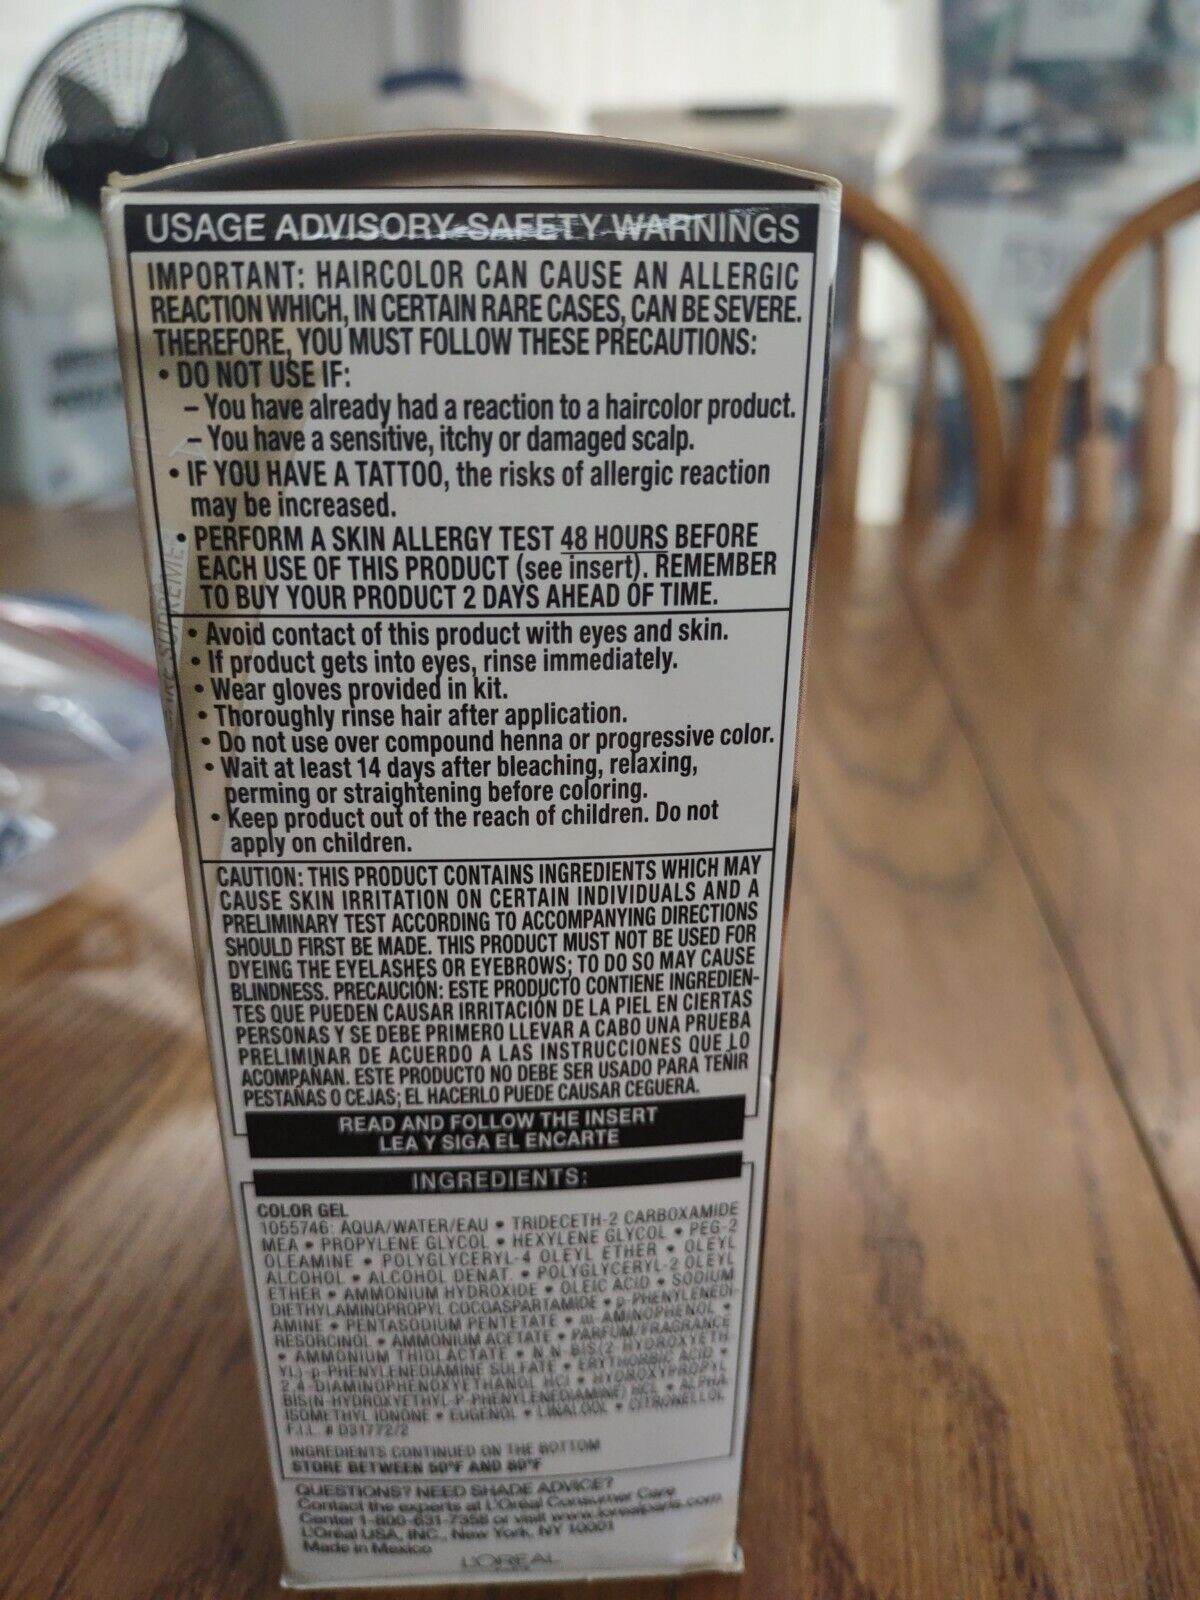 USAGE ADVISORY-SAFETY WARNINGS
IMPORTANT: HAIRCOLOR CAN CAUSE AN ALLERGIC
REACTION WHICH, IN CERTAIN RARE CASES, CAN BE SEVERE.
THEREFORE, YOU MUST FOLLOW THESE PRECAUTIONS:
• DO NOT USE IF:
– You have already had a reaction to a haircolor product.
– You have a sensitive, itchy or damaged scalp.
• IF YOU HAVE A TATTOO, the risks of allergic reaction
may be increased.
• PERFORM A SKIN ALLERGY TEST 48 HOURS BEFORE
EACH USE OF THIS PRODUCT (see insert). REMEMBER
TO BUY YOUR PRODUCT 2 DAYS AHEAD OF TIME.
• Avoid contact of this product with eyes and skin.
• If product gets into eyes, rinse immediately.
• Wear gloves provided in kit.
• Thoroughly rinse hair after application.
• Do not use over compound henna or progressive color.
• Wait at least 14 days after bleaching, relaxing,
perming or straightening before coloring.
• Keep product out of the reach of children. Do not
apply on children.
CAUTION: THIS PRODUCT CONTAINS INGREDIENTS WHICH MAY
CAUSE SKIN IRRITATION ON CERTAIN INDIVIDUALS AND A
PRELIMINARY TEST ACCORDING TO ACCOMPANYING DIRECTIONS
SHOULD FIRST BE MADE. THIS PRODUCT MUST NOT BE USED FOR
DYEING THE EYELASHES OR EYEBROWS; TO DO SO MAY CAUSE
BLINDNESS. PRECAUCIÓN: ESTE PRODUCTO CONTIENE INGREDIEN-
TES QUE PUEDEN CAUSAR IRRITACIÓN DE LA PIEL EN CIERTAS
PERSONAS Y SE DEBE PRIMERO LLEVAR A CABO UNA PRUEBA
PRELIMINAR DE ACUERDO A LAS INSTRUCCIONES QUE LO
ACOMPAÑAN. ESTE PRODUCTO NO DEBE SER USADO PARA TEÑIR
PESTAÑAS O CEJAS; EL HACERLO PUEDE CAUSAR CEGUERA.
READ AND FOLLOW THE INSERT
LEA Y SIGA EL ENCARTE
INGREDIENTS:
COLOR GEL
1055746: AQUA/WATER/EAU • TRIDECETH-2 CARBOXAMIDE
MEA • PROPYLENE GLYCOL • HEXYLENE GLYCOL • PEG-2
OLEAMINE • POLYGLYCERYL-4 OLEYL ETHER • OLEYL
ALCOHOL • ALCOHOL DENAT. • POLYGLYCERYL-2 OLEYL
ETHER • AMMONIUM HYDROXIDE • OLEIC ACID • SODIUM
DIETHYLAMINOPROPYL COCOASPARTAMIDE • p-PHENYLENEDI-
AMINE • PENTASODIUM PENTETATE • m-AMINOPHENOL •
RESORCINOL • AMMONIUM ACETATE • PARFUM/FRAGRANCE
• AMMONIUM THIOLACTATE • N,N-BIS(2-HYDROXYETH-
YL)-p-PHENYLENEDIAMINE SULFATE • ERYTHORBIC ACID •
2,4-DIAMINOPHENOXYETHANOL HCl • HYDROXYPROPYL
BIS(N-HYDROXYETHYL-P-PHENYLENEDIAMINE) HCL • ALPHA
ISOMETHYL IONONE • EUGENOL • LINALOOL • CITRONELLOL
F.I.L. # D31772/2
INGREDIENTS CONTINUED ON THE BOTTOM
STORE BETWEEN 50°F AND 80°F
QUESTIONS? NEED SHADE ADVICE?
Contact the experts at L'Oréal Consumer Care
Center 1-800-631-7358 or visit www.lorealparis.com
L'Oréal USA, INC., New York, NY 10001
Made in Mexico
L'ORÉAL